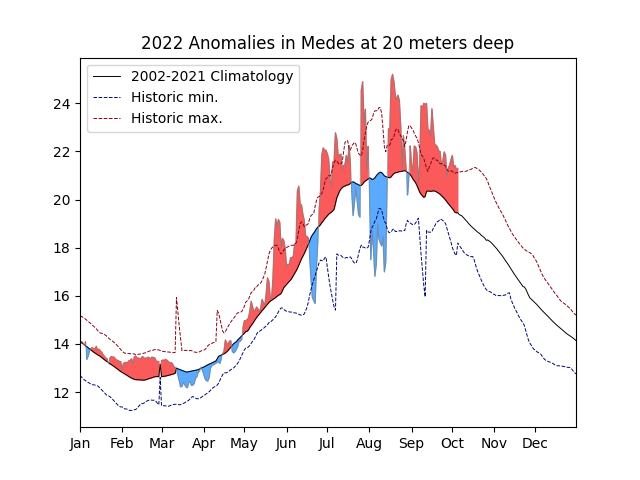 2022 Anomalies in Medes at 20 meters deep
2002-2021 Climatology
Historic min.
Historic max.
24
22
20
18
16
14
12
Jan Feb Mar Apr May Jun Jul Aug Sep Oct Nov Dec